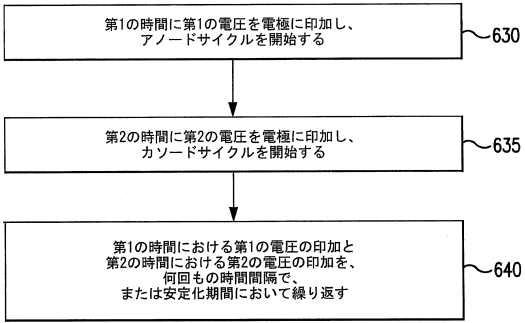 第1の時間に第1の電圧を電極に印加し、
アノードサイクルを開始する
630
第2の時間に第2の電圧を電極に印加し、
カソードサイクルを開始する
635
第1の時間における第1の電圧の印加と
第2の時間における第2の電圧の印加を、
何回もの時間間隔で、
または安定化期間において繰り返す
640